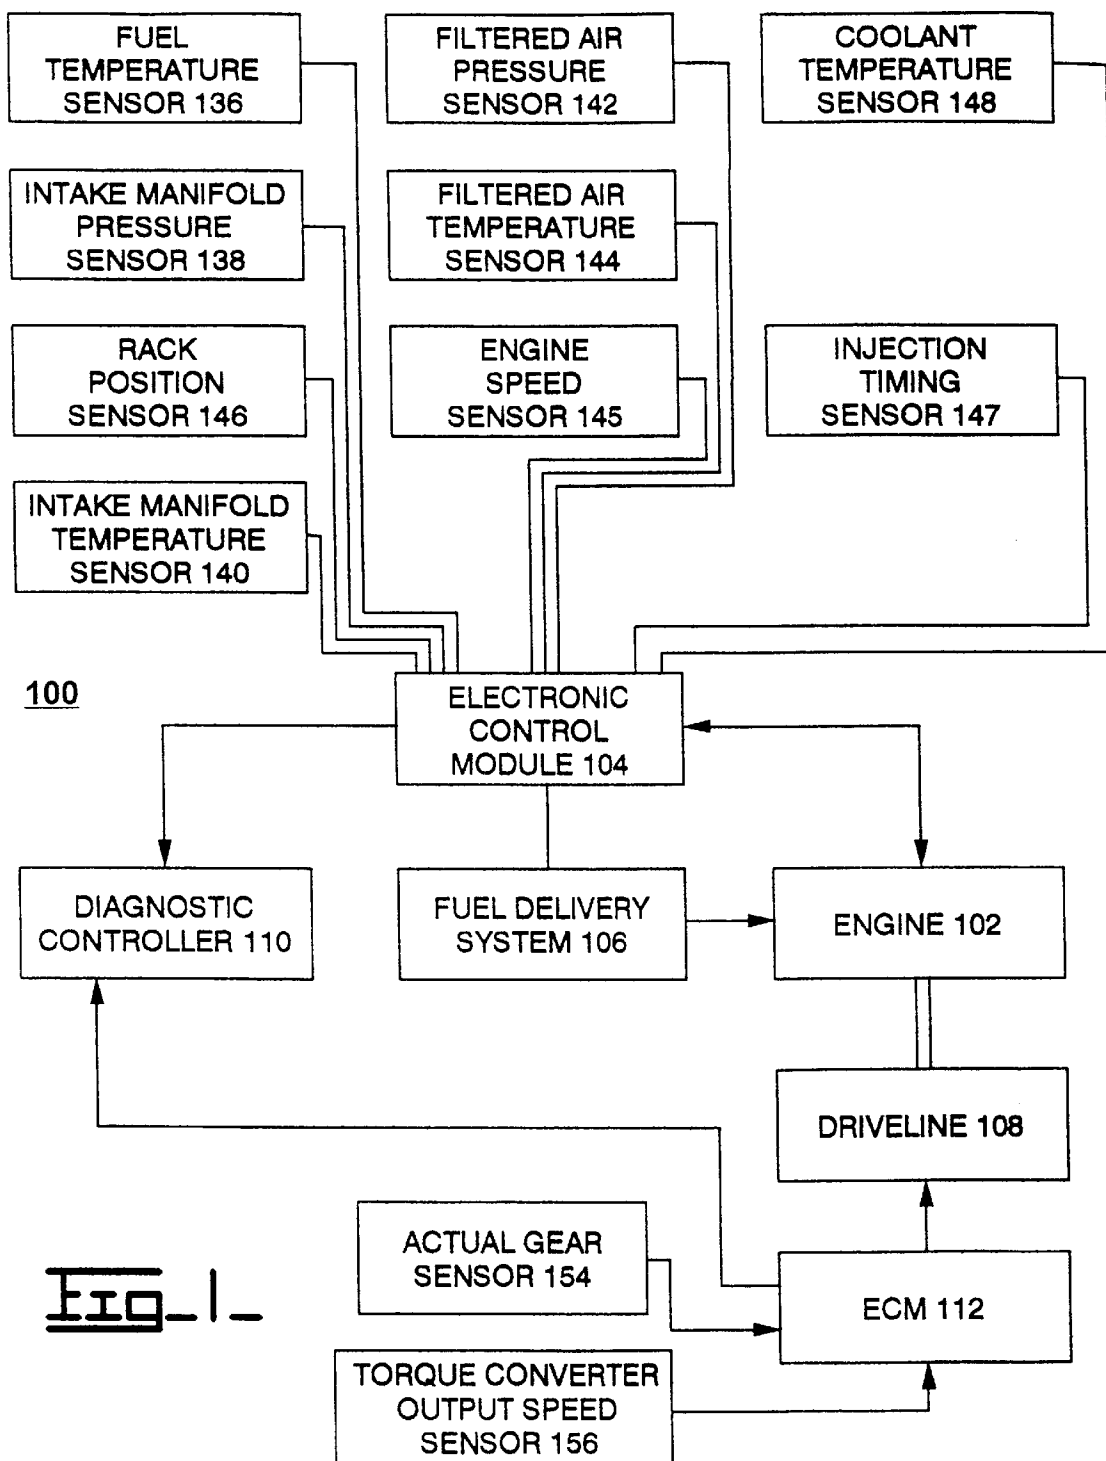 FUEL
TEMPERATURE
SENSOR 136
FILTERED AIR
PRESSURE
SENSOR 142
COOLANT
TEMPERATURE
SENSOR 148
INTAKE MANIFOLD
PRESSURE
SENSOR 138
FILTERED AIR
TEMPERATURE
SENSOR 144
RACK
POSITION
SENSOR 146
ENGINE
SPEED
SENSOR 145
INJECTION
TIMING
SENSOR 147
INTAKE MANIFOLD
TEMPERATURE
SENSOR 140
100
ELECTRONIC
CONTROL
MODULE 104
DIAGNOSTIC
CONTROLLER 110
FUEL DELIVERY
SYSTEM 106
ENGINE 102
DRIVELINE 108
ACTUAL GEAR
SENSOR 154
ECM 112
Fig_1_
TORQUE CONVERTER
OUTPUT SPEED
SENSOR 156